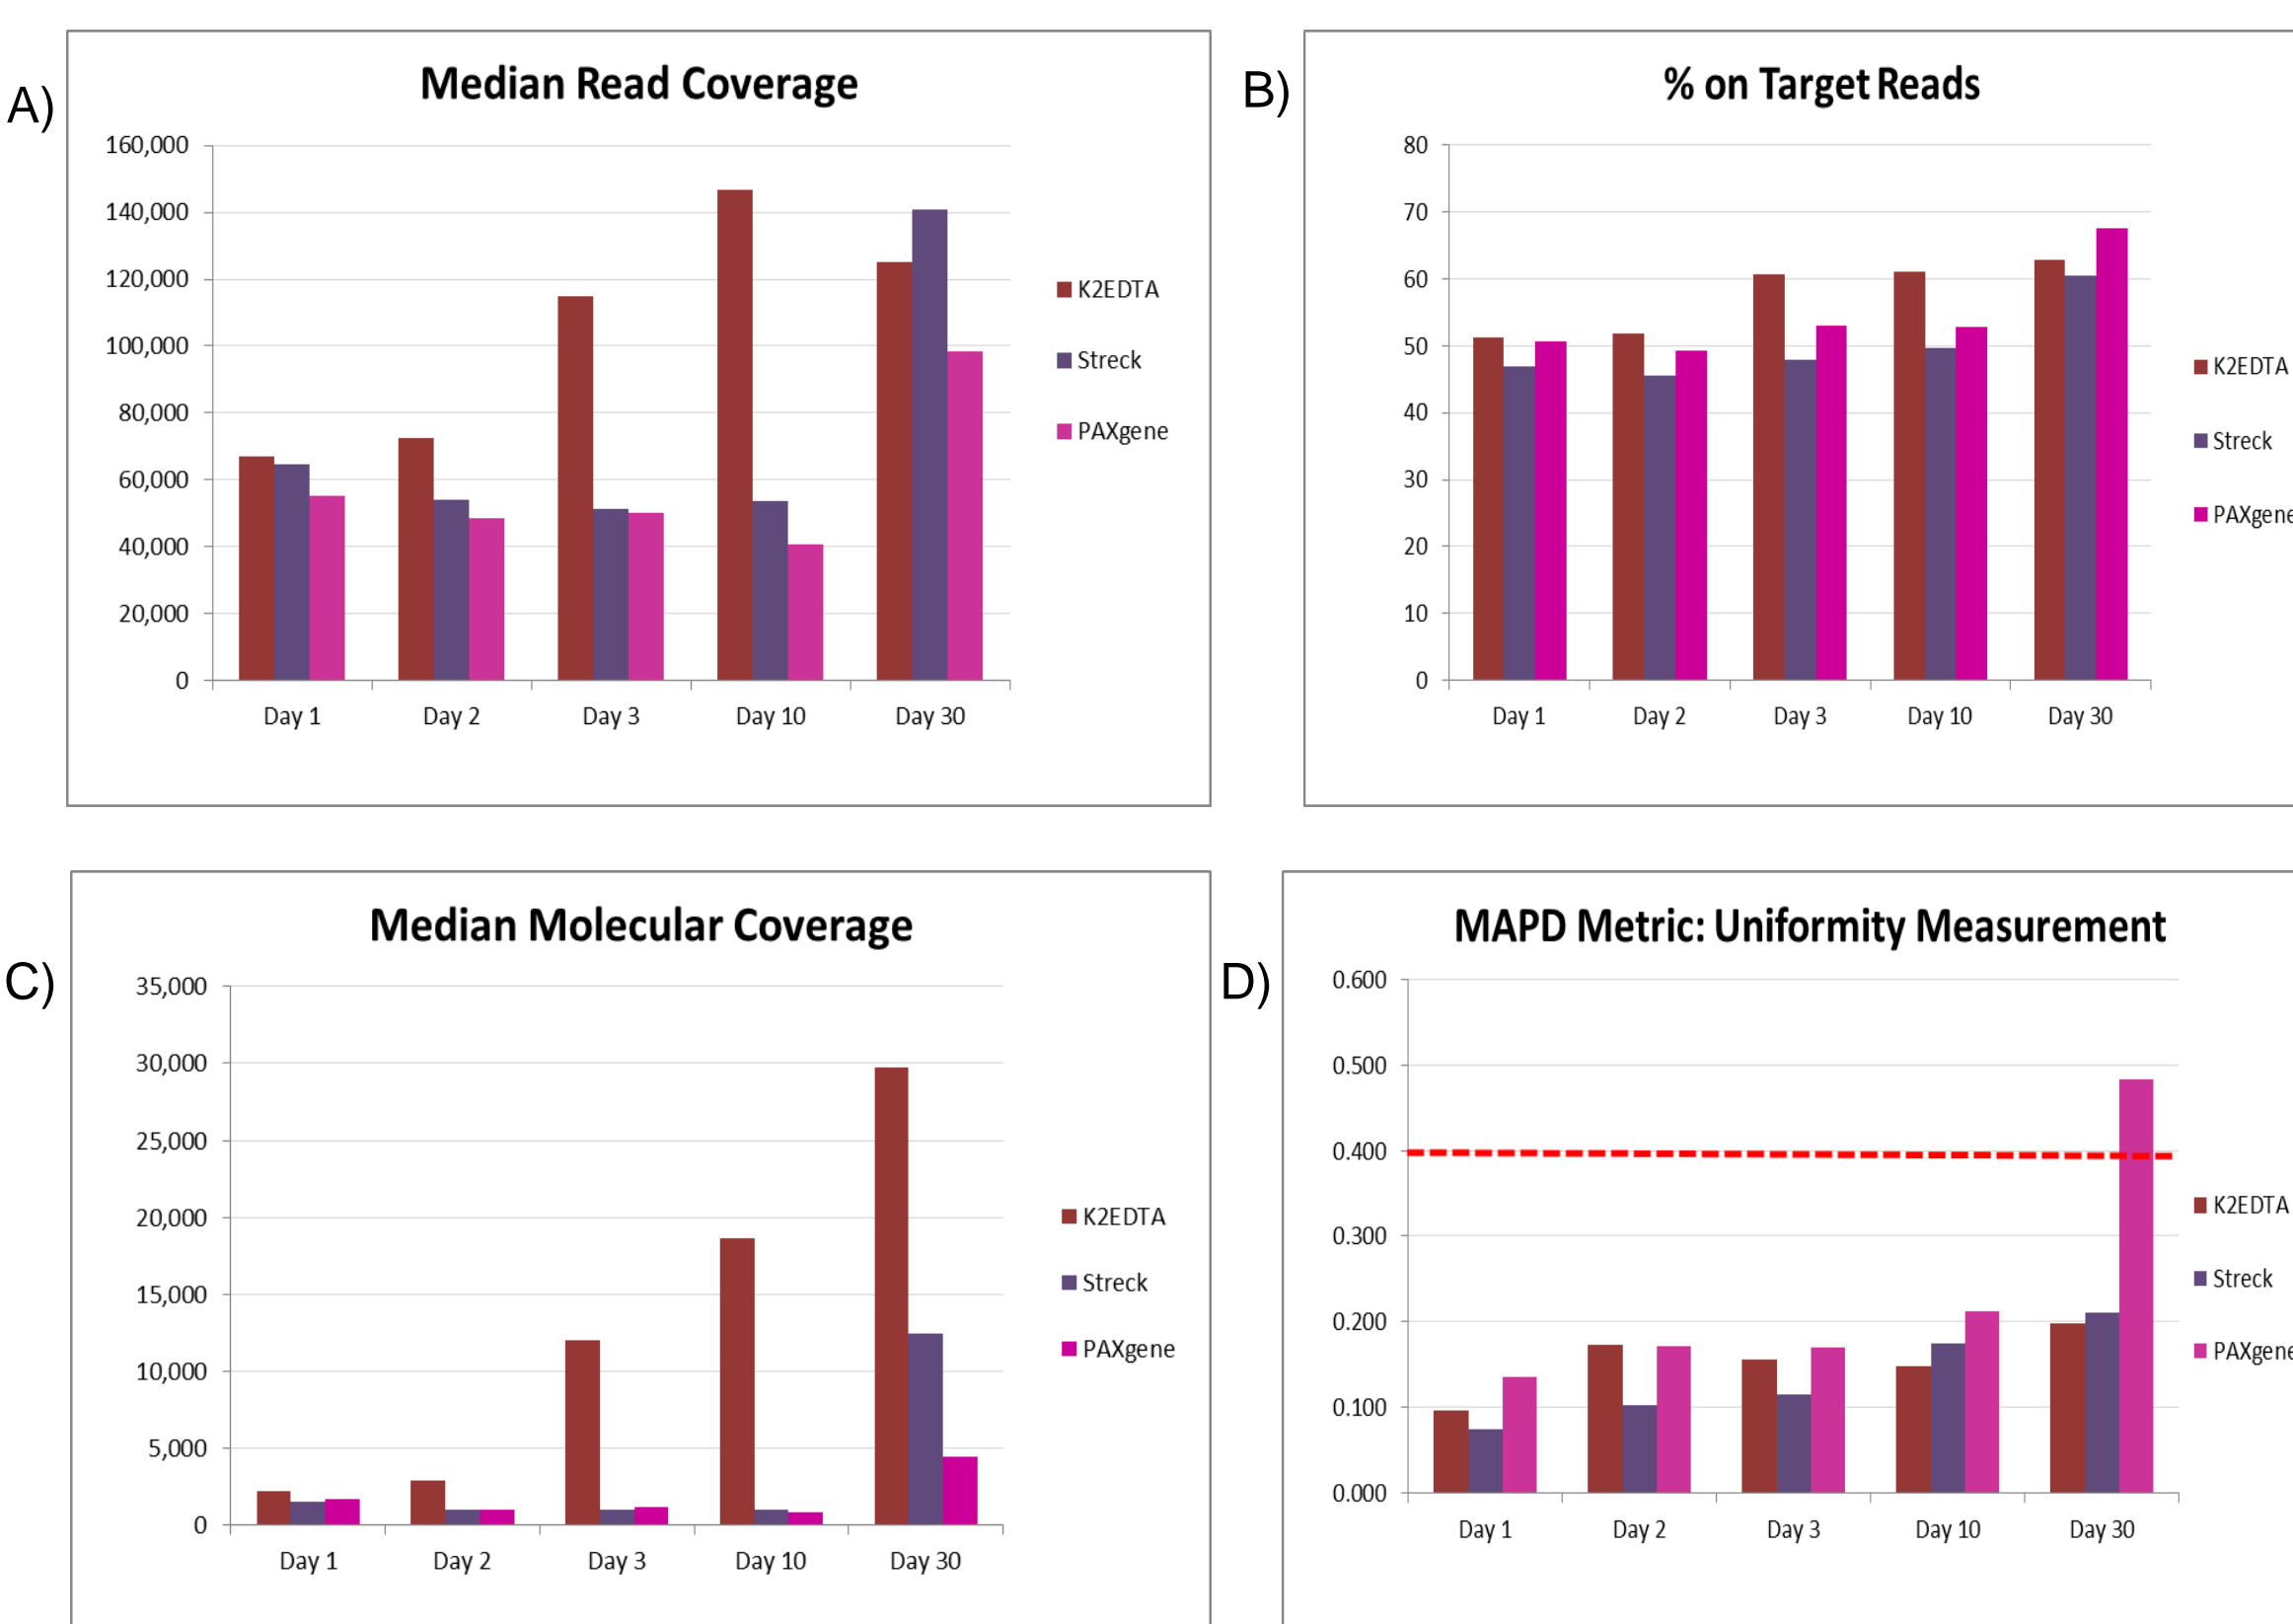 A)
Median Read Coverage
160,000
140,000
120,000
100,000
80,000
60,000
40,000
20,000
0
Day 1 Day 2 Day 3 Day 10 Day 30
K2EDTA
Streck
PAXgene
B)
% on Target Reads
80
70
60
50
40
30
20
10
0
Day 1 Day 2 Day 3 Day 10 Day 30
K2EDTA
Streck
PAXgene
C)
Median Molecular Coverage
35,000
30,000
25,000
20,000
15,000
10,000
5,000
0
Day 1 Day 2 Day 3 Day 10 Day 30
K2EDTA
Streck
PAXgene
D)
MAPD Metric: Uniformity Measurement
0.600
0.500
0.400
0.300
0.200
0.100
0.000
Day 1 Day 2 Day 3 Day 10 Day 30
K2EDTA
Streck
PAXgene